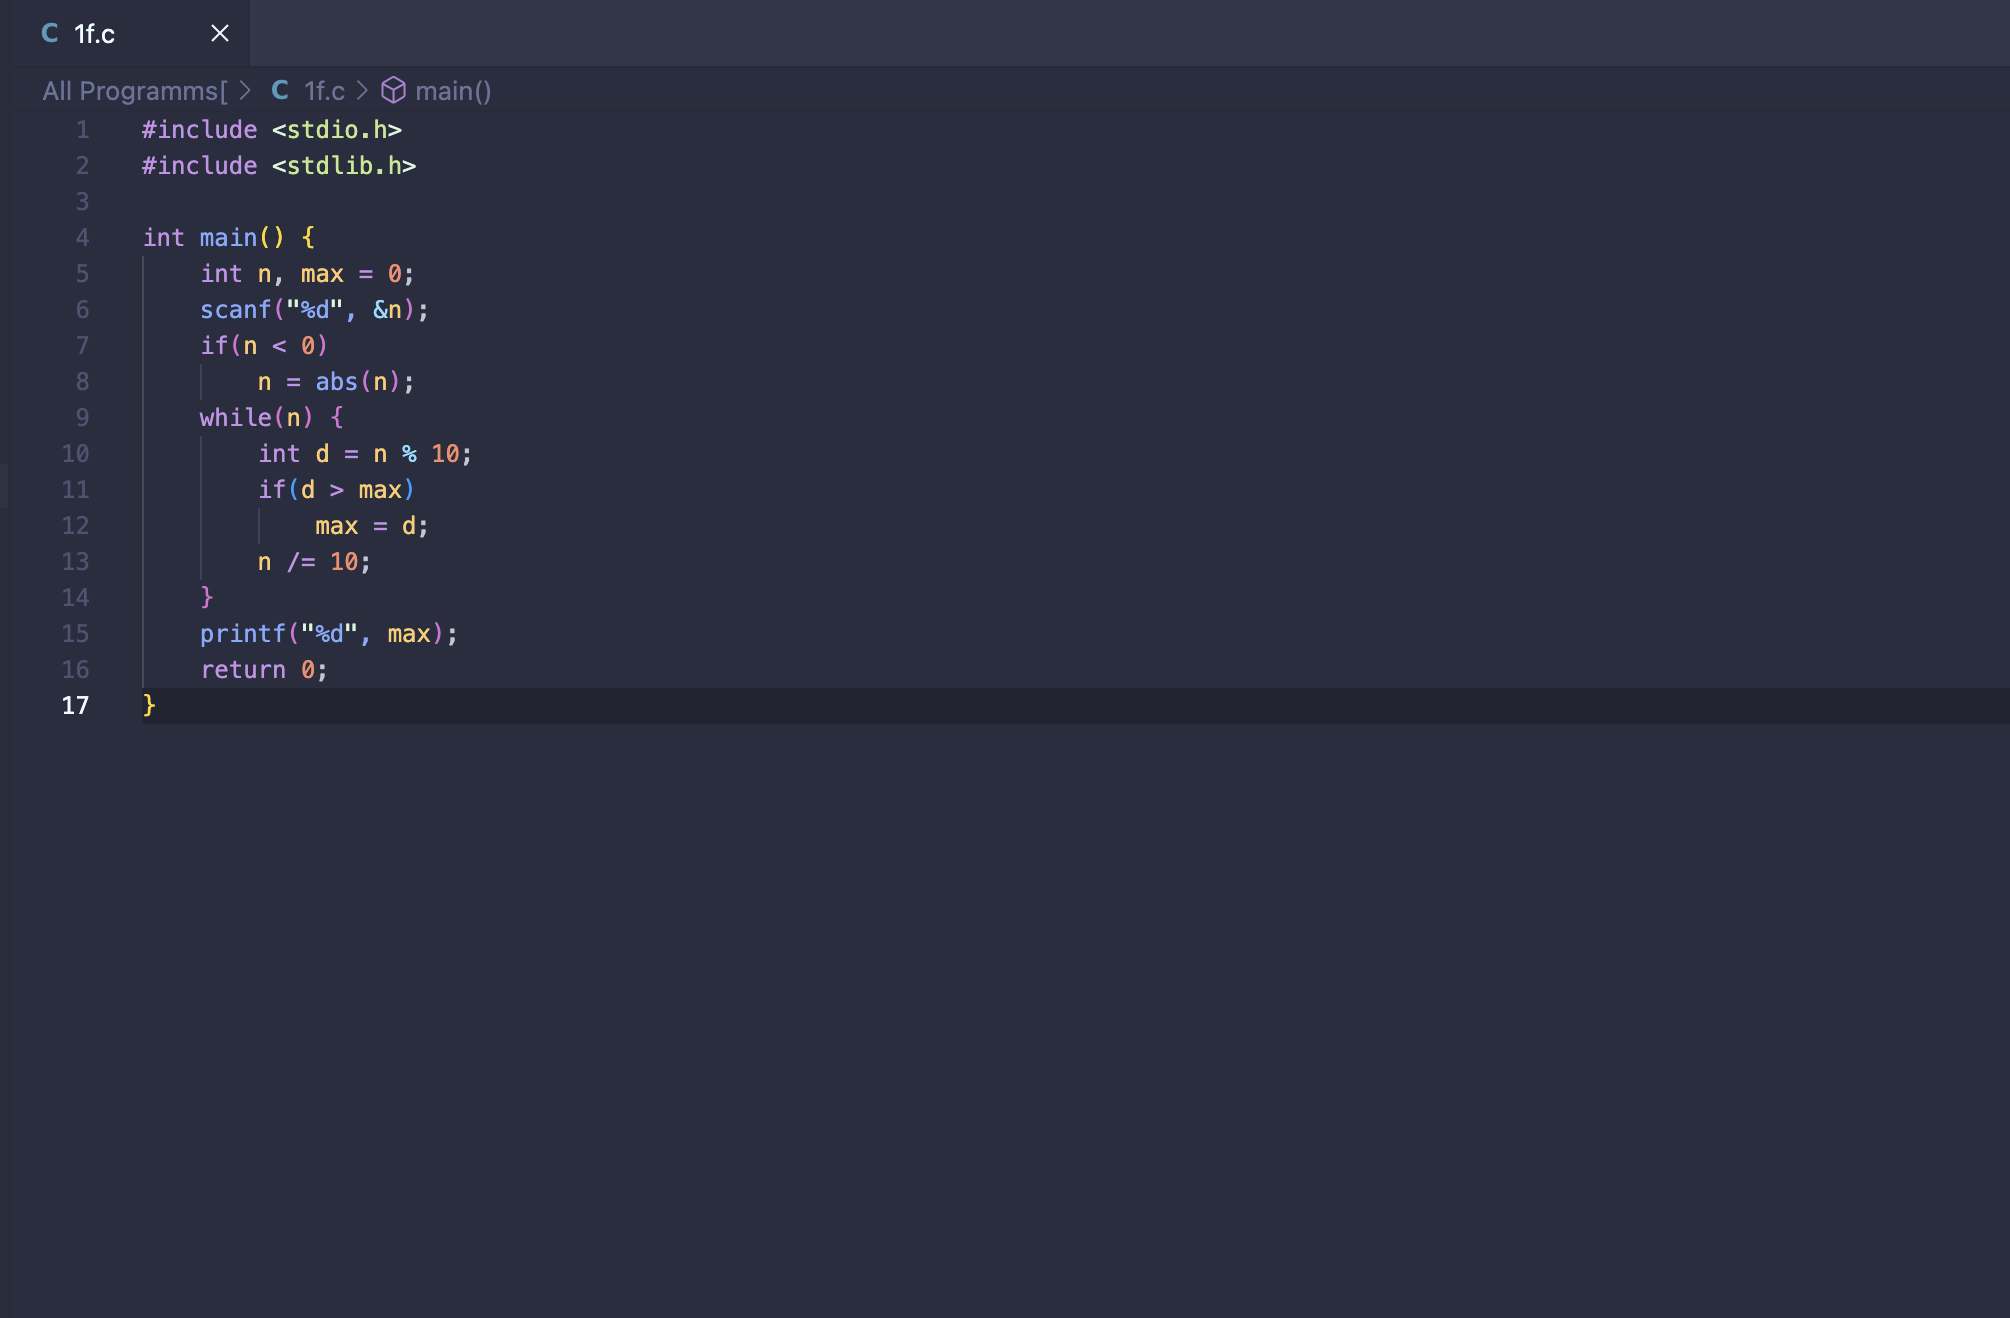 C 1f.c
All Programms[ > C 1f.c > main()
1 #include <stdio.h>
2 #include <stdlib.h>
3
4 int main() {
5     int n, max = 0;
6     scanf("%d", &n);
7     if(n < 0)
8         n = abs(n);
9     while(n) {
10         int d = n % 10;
11         if(d > max)
12             max = d;
13         n /= 10;
14     }
15     printf("%d", max);
16     return 0;
17 }